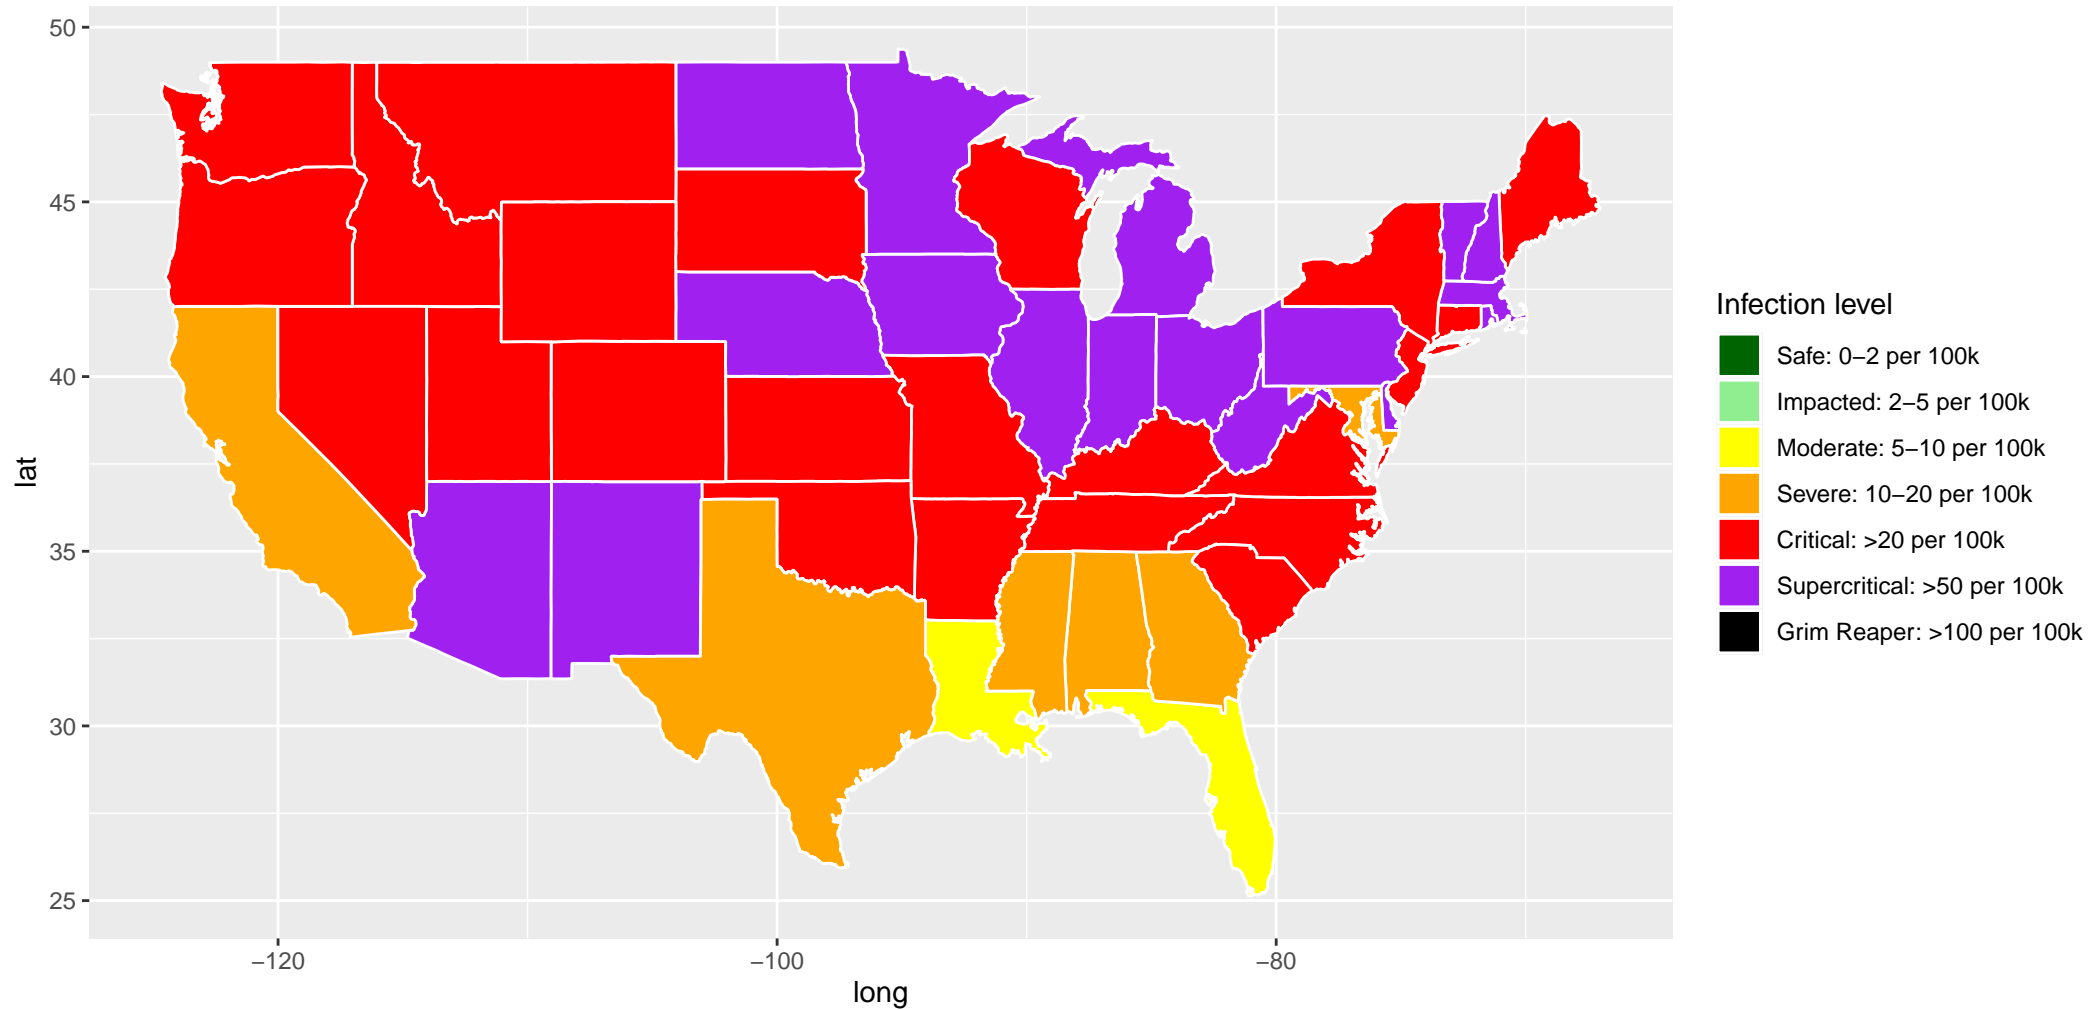 50
45
40
35
30
25
lat
−120
−100
−80
long
Infection level
Safe: 0−2 per 100k
Impacted: 2−5 per 100k
Moderate: 5−10 per 100k
Severe: 10−20 per 100k
Critical: >20 per 100k
Supercritical: >50 per 100k
Grim Reaper: >100 per 100k